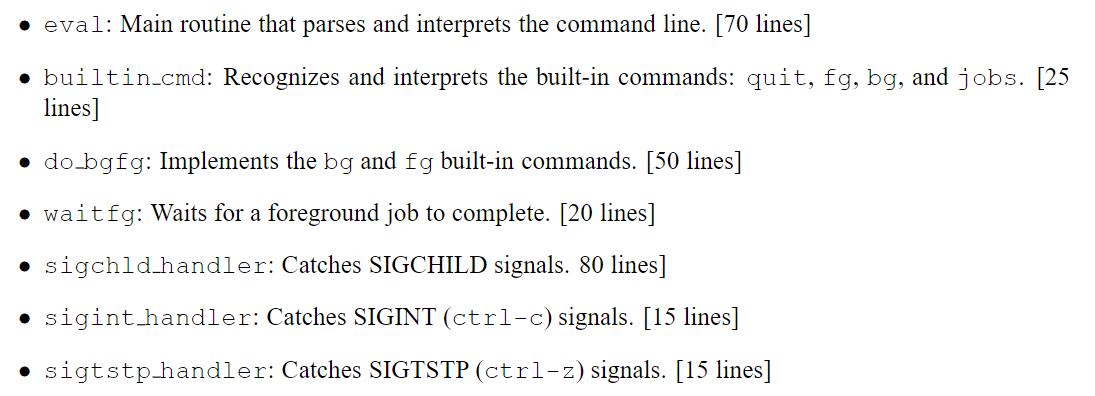 • eval: Main routine that parses and interprets the command line. [70 lines]
• builtin_cmd: Recognizes and interprets the built-in commands: quit, fg, bg, and jobs. [25
lines]
• do_bgfg: Implements the bg and fg built-in commands. [50 lines]
• waitfg: Waits for a foreground job to complete. [20 lines]
• sigchld_handler: Catches SIGCHILD signals. 80 lines]
• sigint_handler: Catches SIGINT (ctrl-c) signals. [15 lines]
• sigtstp_handler: Catches SIGTSTP (ctrl-z) signals. [15 lines]